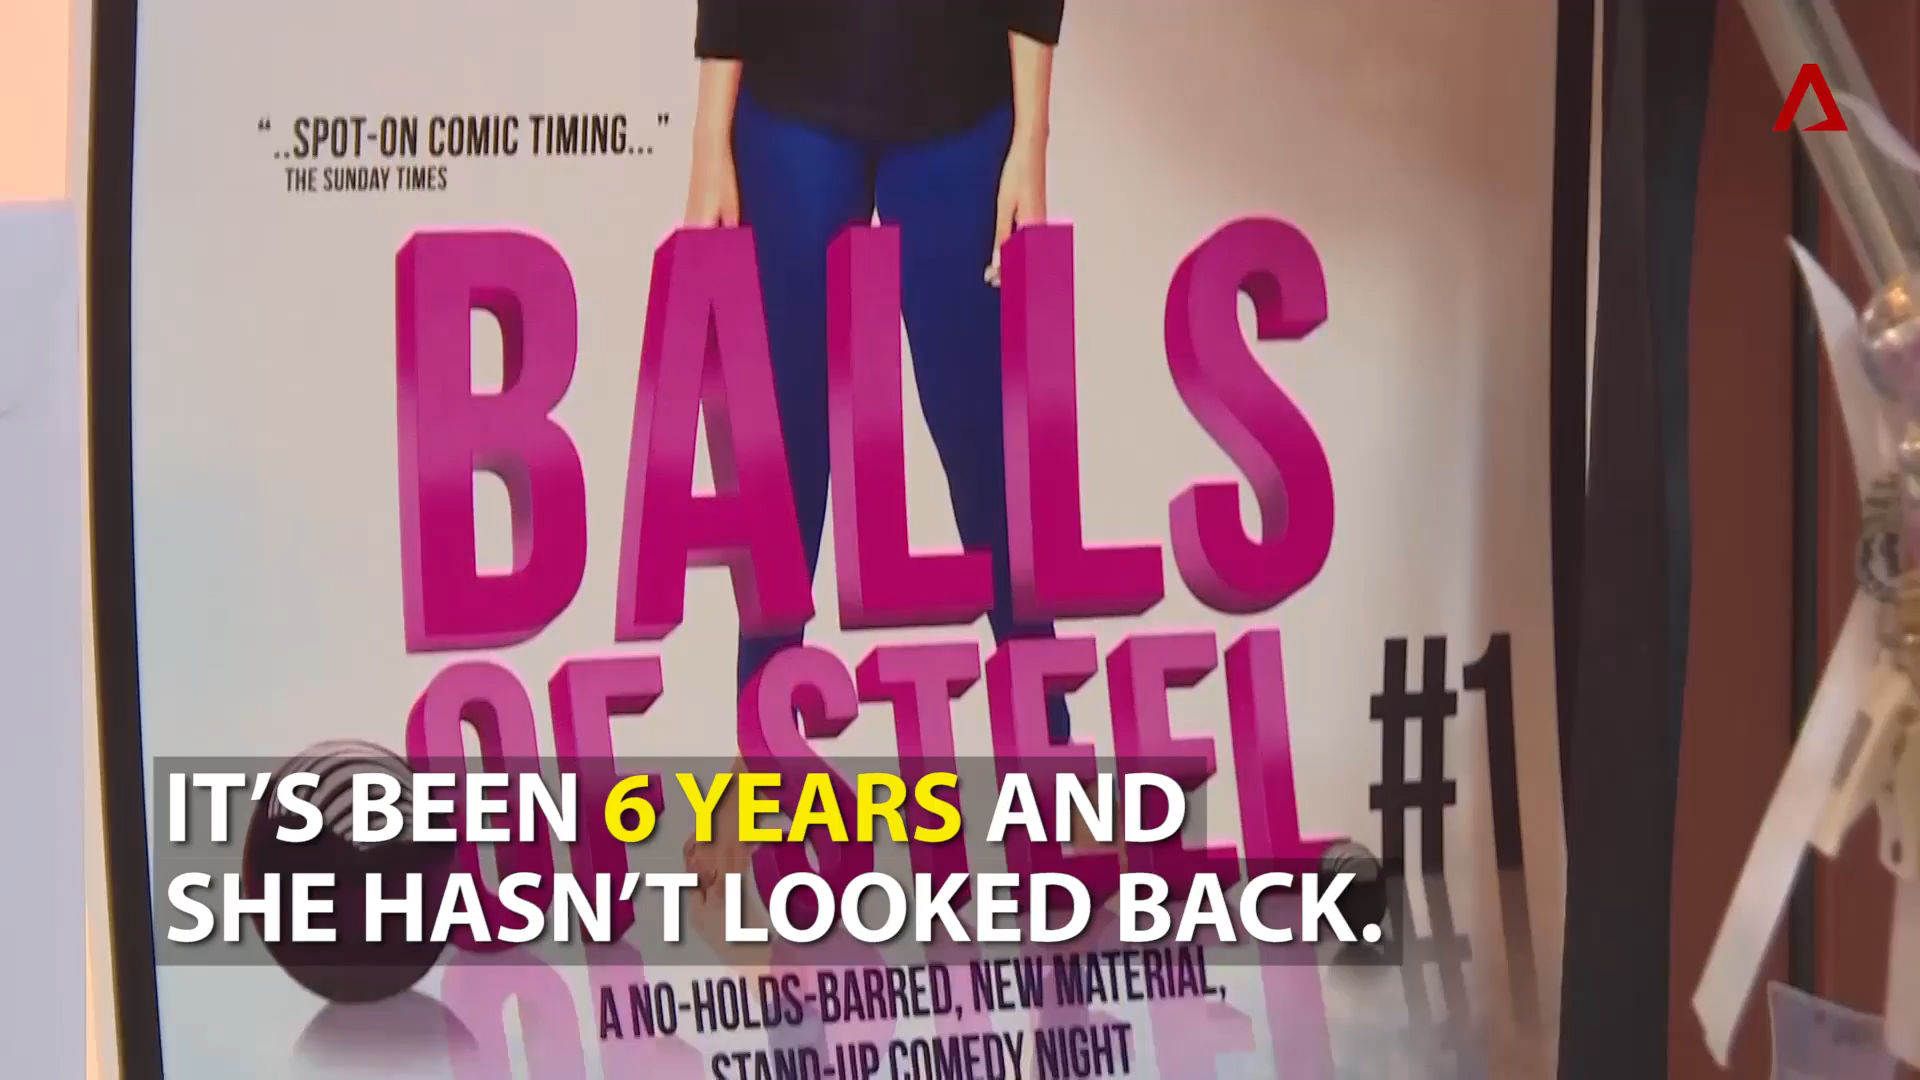 “..SPOT-ON COMIC TIMING...”
THE SUNDAY TIMES
BALLS
OF STEEL #1
IT’S BEEN 6 YEARS AND
SHE HASN’T LOOKED BACK.
A NO-HOLDS-BARRED, NEW MATERIAL,
STAND-UP COMEDY NIGHT